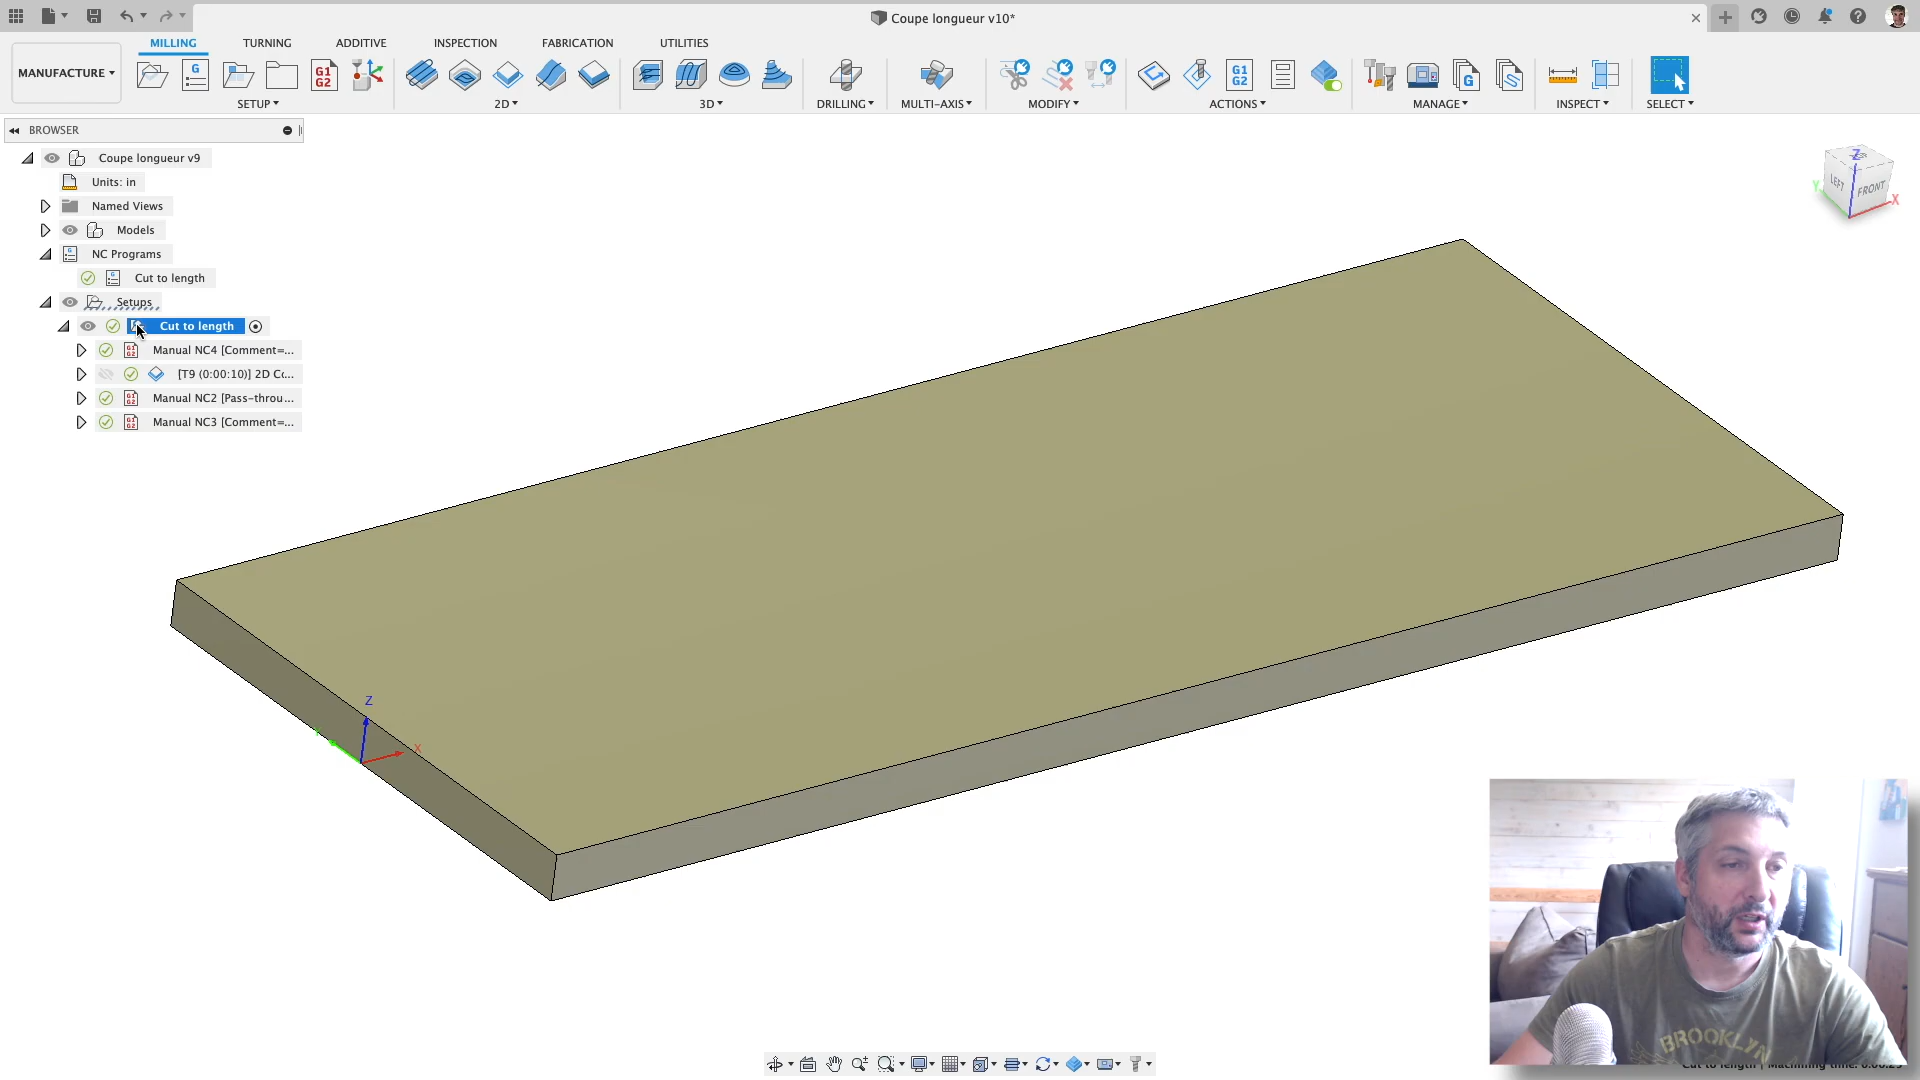 Coupe longueur v10*
MANUFACTURE
MILLING
TURNING
ADDITIVE
INSPECTION
FABRICATION
UTILITIES
SETUP
2D
3D
DRILLING
MULTI-AXIS
MODIFY
ACTIONS
MANAGE
INSPECT
SELECT
G1
G2
BROWSER
Coupe longueur v9
Units: in
Named Views
Models
NC Programs
Cut to length
Setups
Cut to length
Manual NC4 [Comment=...
[T9 (0:00:10)] 2D Co...
Manual NC2 [Pass-throu...
Manual NC3 [Comment=...
Z
LEFT
FRONT
Y
X
Z
X
BROOKLYN